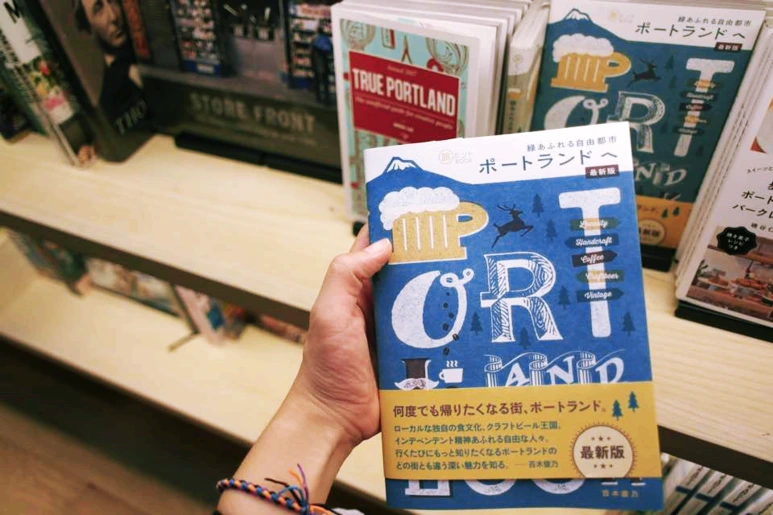 STORE FRONT
TRUE PORTLAND
The unofficial guide for creative people
緑あふれる自由都市
ポートランドへ
最新版
PORT
LAND
緑あふれる自由都市
ポートランドへ
最新版
PORT
LAND
Handcraft
Coffee
Craftbeer
Vintage
何度でも帰りたくなる街、ポートランド。
ローカルな独自の食文化、クラフトビール王国。
インデペンデント精神あふれる自由な人々。
行くたびにもっと知りたくなるポートランドの
どの街とも違う深い魅力を知る。
最新版